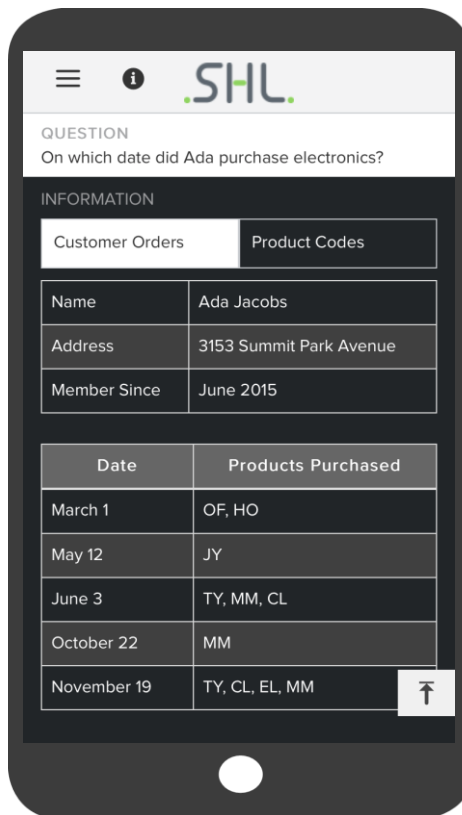 .SHL.
QUESTION
On which date did Ada purchase electronics?
INFORMATION
Customer Orders Product Codes
Name Ada Jacobs
Address 3153 Summit Park Avenue
Member Since June 2015
Date Products Purchased
March 1 OF, HO
May 12 JY
June 3 TY, MM, CL
October 22 MM
November 19 TY, CL, EL, MM